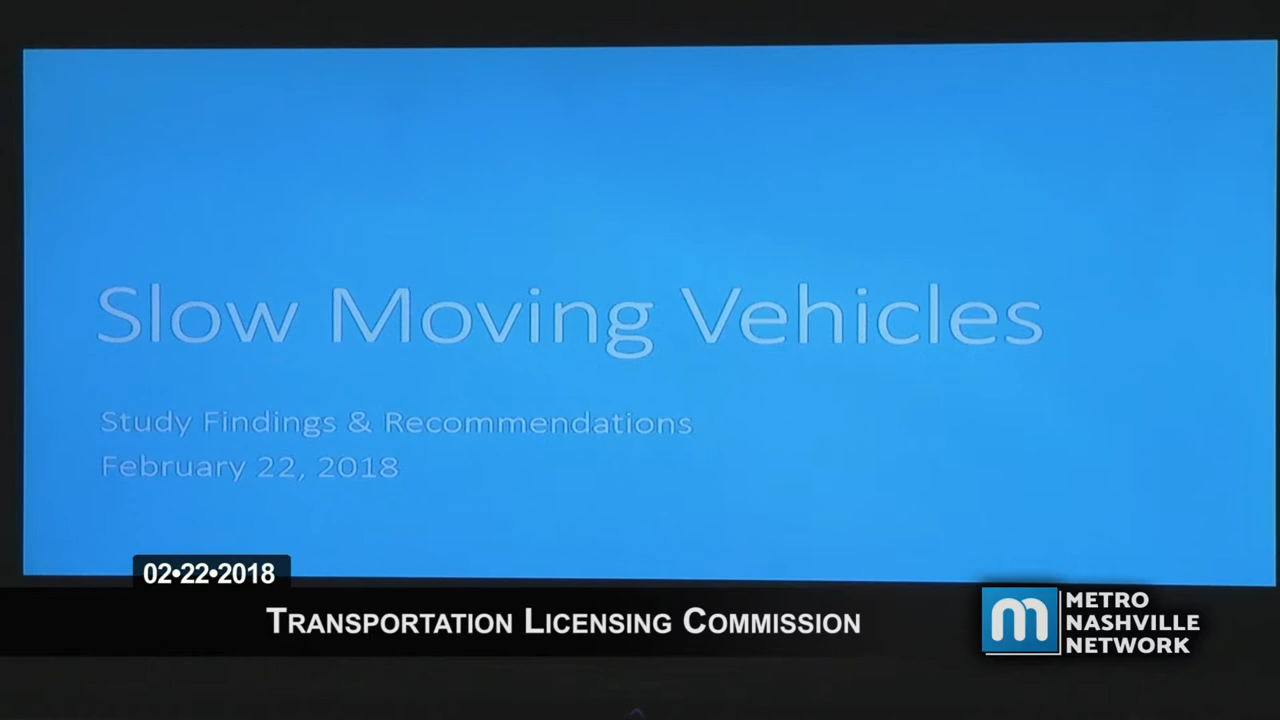 Slow Moving Vehicles
Study Findings & Recommendations
February 22, 2018
02•22•2018
TRANSPORTATION LICENSING COMMISSION
m METRO
NASHVILLE
NETWORK